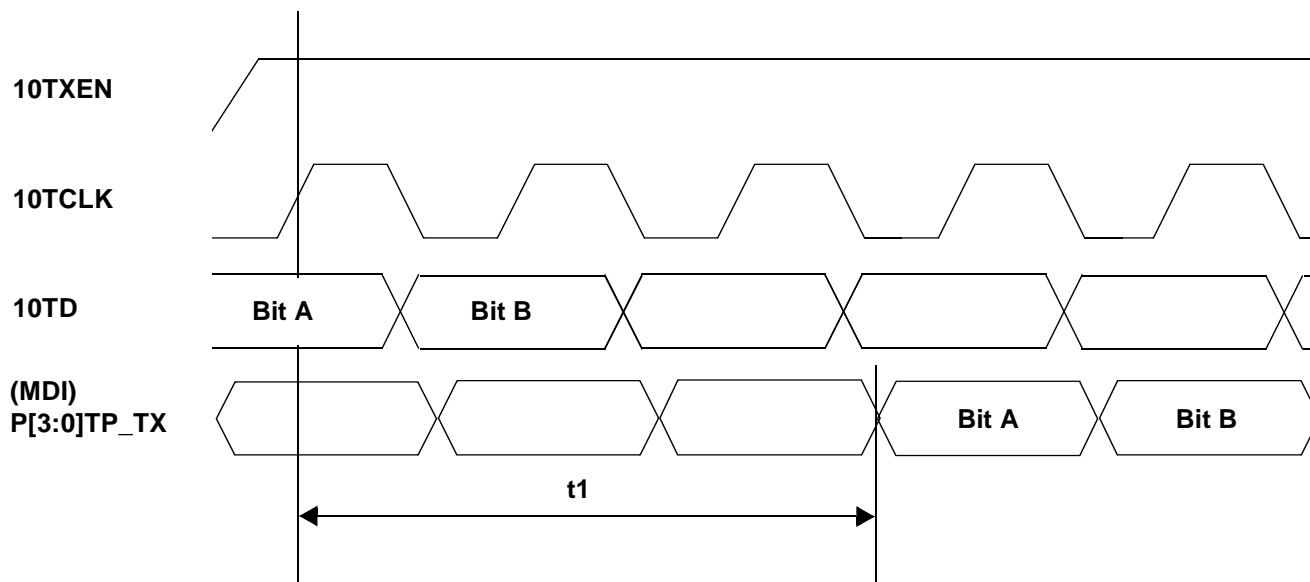 10TXEN
10TCLK
10TD
Bit A
Bit B
(MDI)
P[3:0]TP_TX
Bit A
Bit B
t1